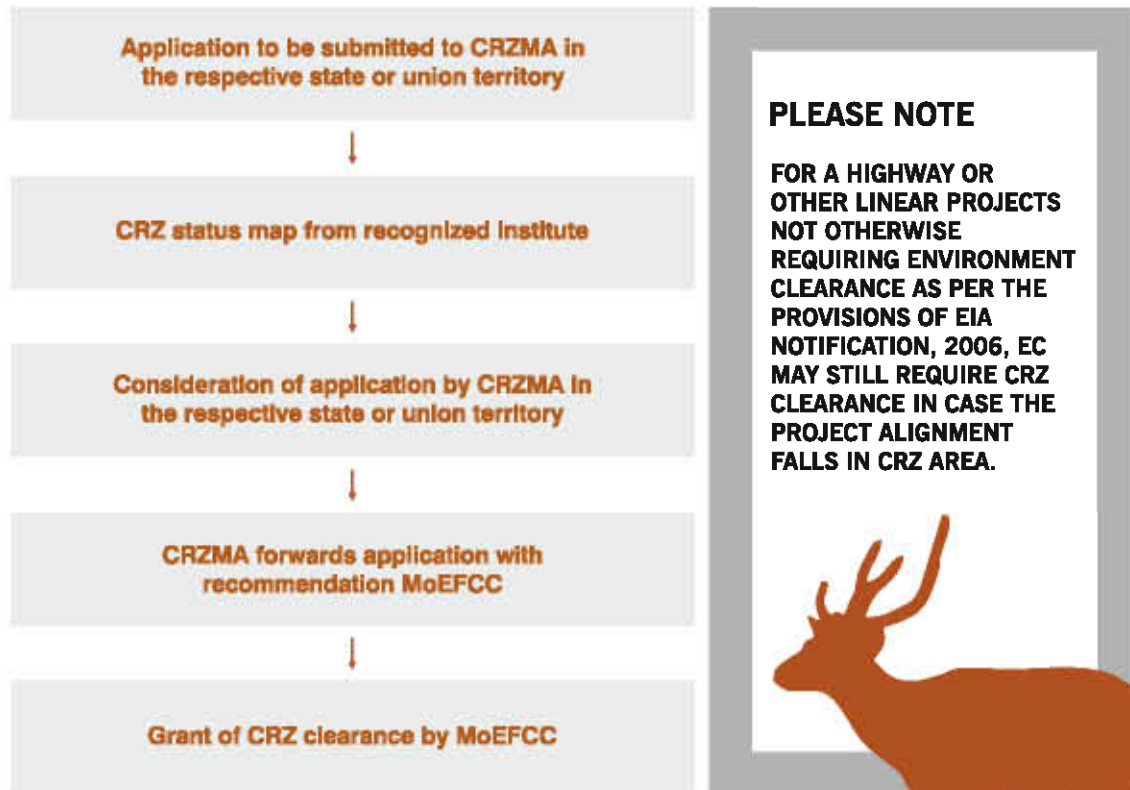 Application to be submitted to CRZMA in
the respective state or union territory
CRZ status map from recognized institute
Consideration of application by CRZMA in
the respective state or union territory
CRZMA forwards application with
recommendation MoEFCC
Grant of CRZ clearance by MoEFCC
PLEASE NOTE
FOR A HIGHWAY OR
OTHER LINEAR PROJECTS
NOT OTHERWISE
REQUIRING ENVIRONMENT
CLEARANCE AS PER THE
PROVISIONS OF EIA
NOTIFICATION, 2006, EC
MAY STILL REQUIRE CRZ
CLEARANCE IN CASE THE
PROJECT ALIGNMENT
FALLS IN CRZ AREA.